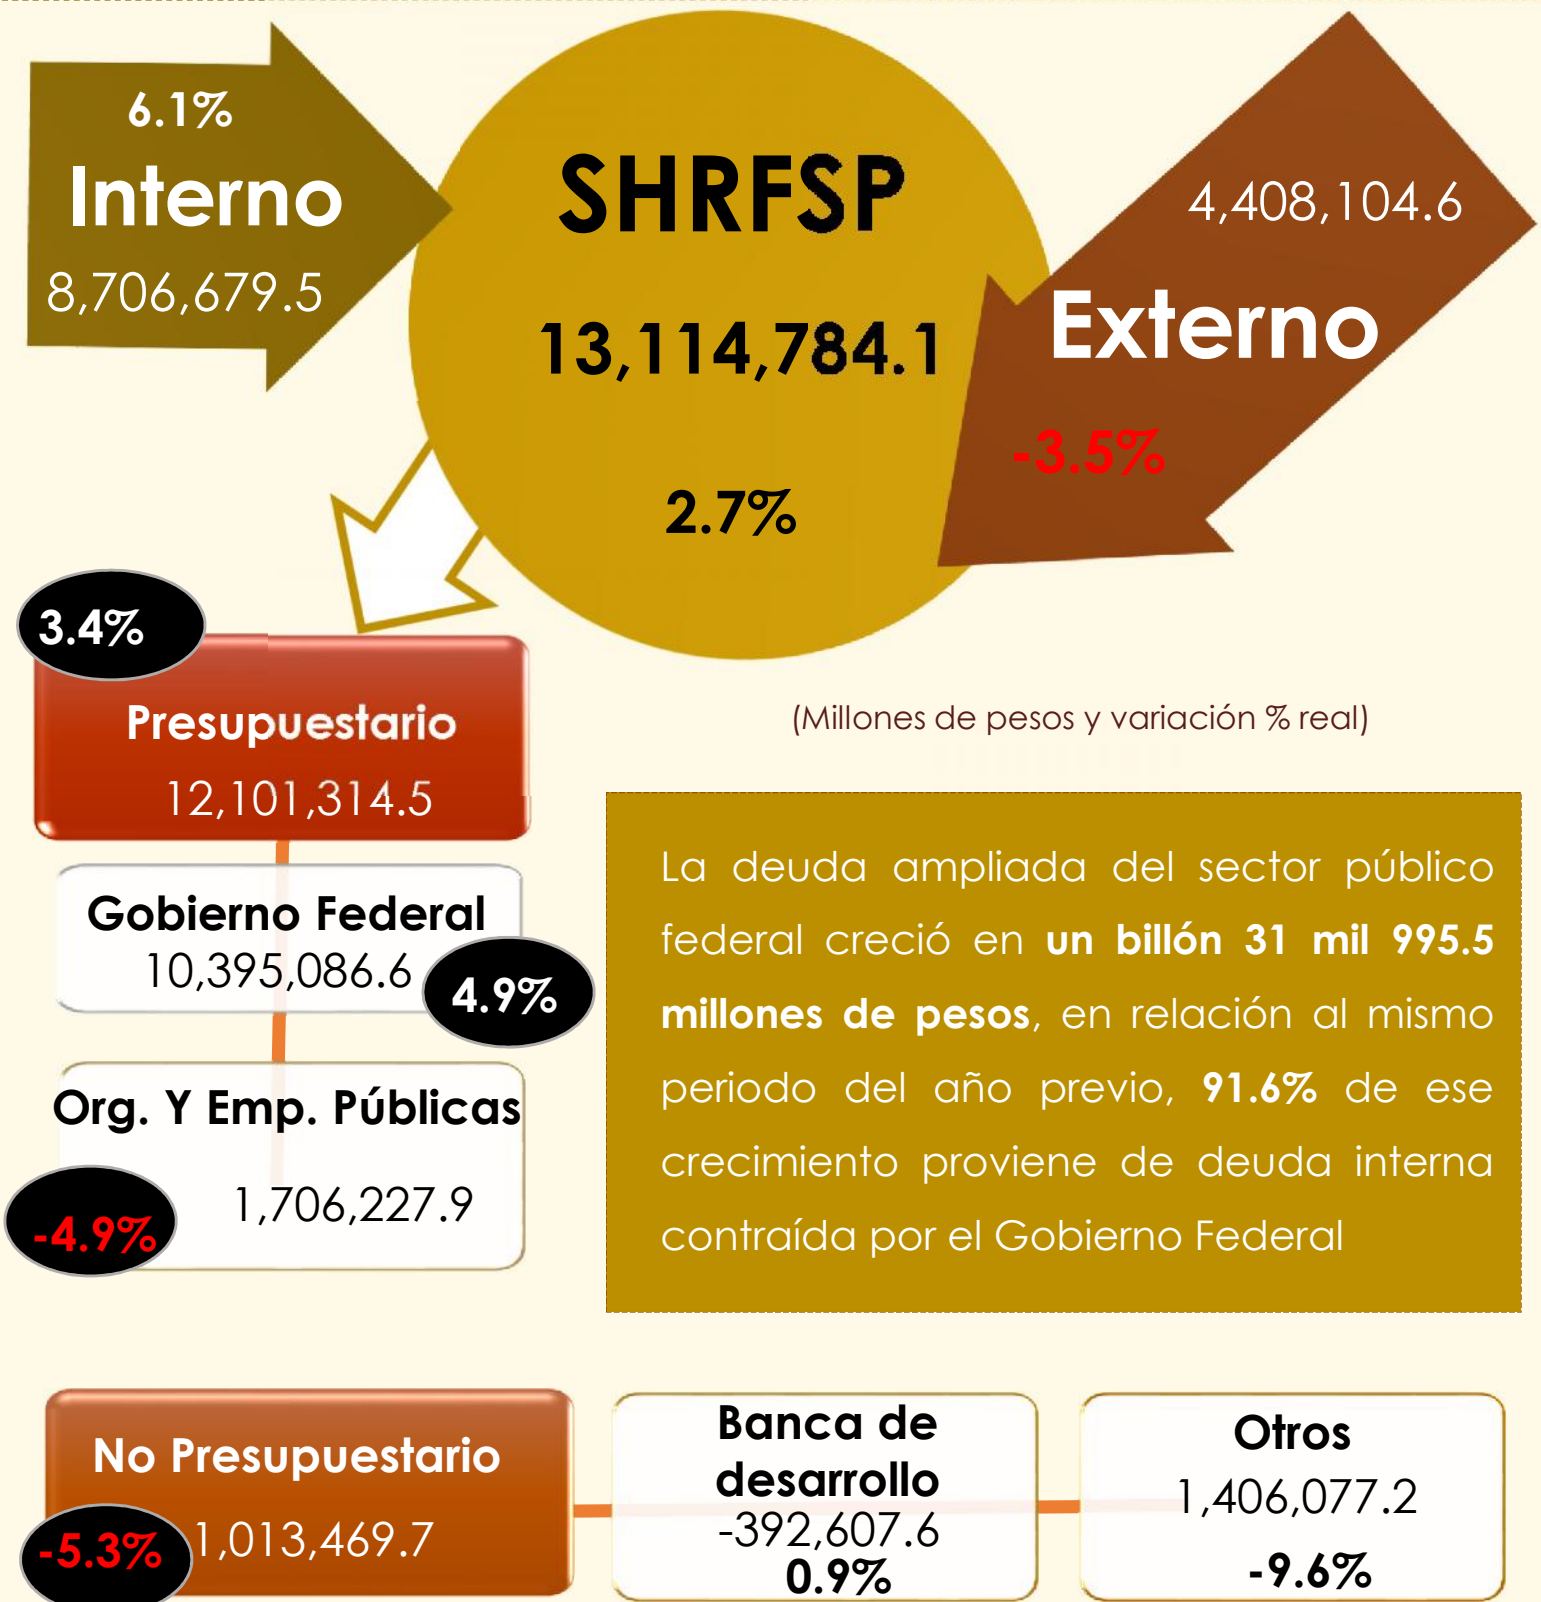 6.1%
Interno
8,706,679.5
SHRFSP
13,114,784.1
2.7%
4,408,104.6
Externo
-3.5%
3.4%
Presupuestario
12,101,314.5
(Millones de pesos y variación % real)
Gobierno Federal
10,395,086.6
4.9%
Org. Y Emp. Públicas
1,706,227.9
-4.9%
La deuda ampliada del sector público
federal creció en un billón 31 mil 995.5
millones de pesos, en relación al mismo
periodo del año previo, 91.6% de ese
crecimiento proviene de deuda interna
contraída por el Gobierno Federal
No Presupuestario
1,013,469.7
-5.3%
Banca de
desarrollo
-392,607.6
0.9%
Otros
1,406,077.2
-9.6%